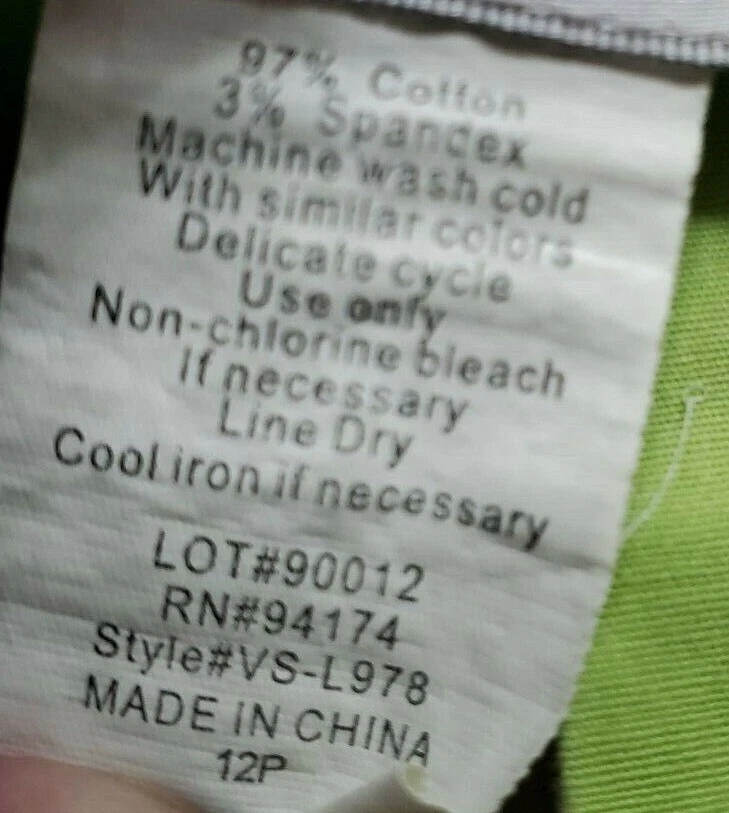 97% Cotton
3% Spandex
Machine wash cold
With similar colors
Delicate cycle
Use only
Non-chlorine bleach
If necessary
Line Dry
Cool iron if necessary
LOT#90012
RN#94174
Style#VS-L978
MADE IN CHINA
12P